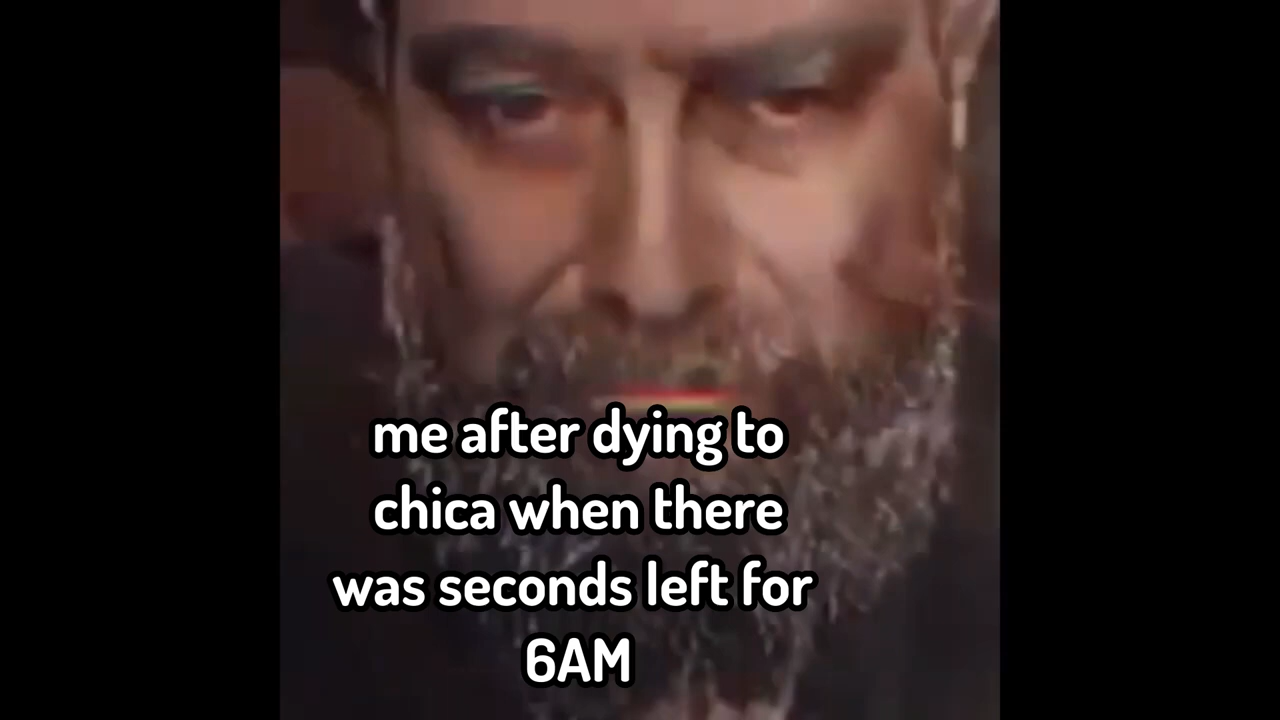 me after dying to
chica when there
was seconds left for
6AM